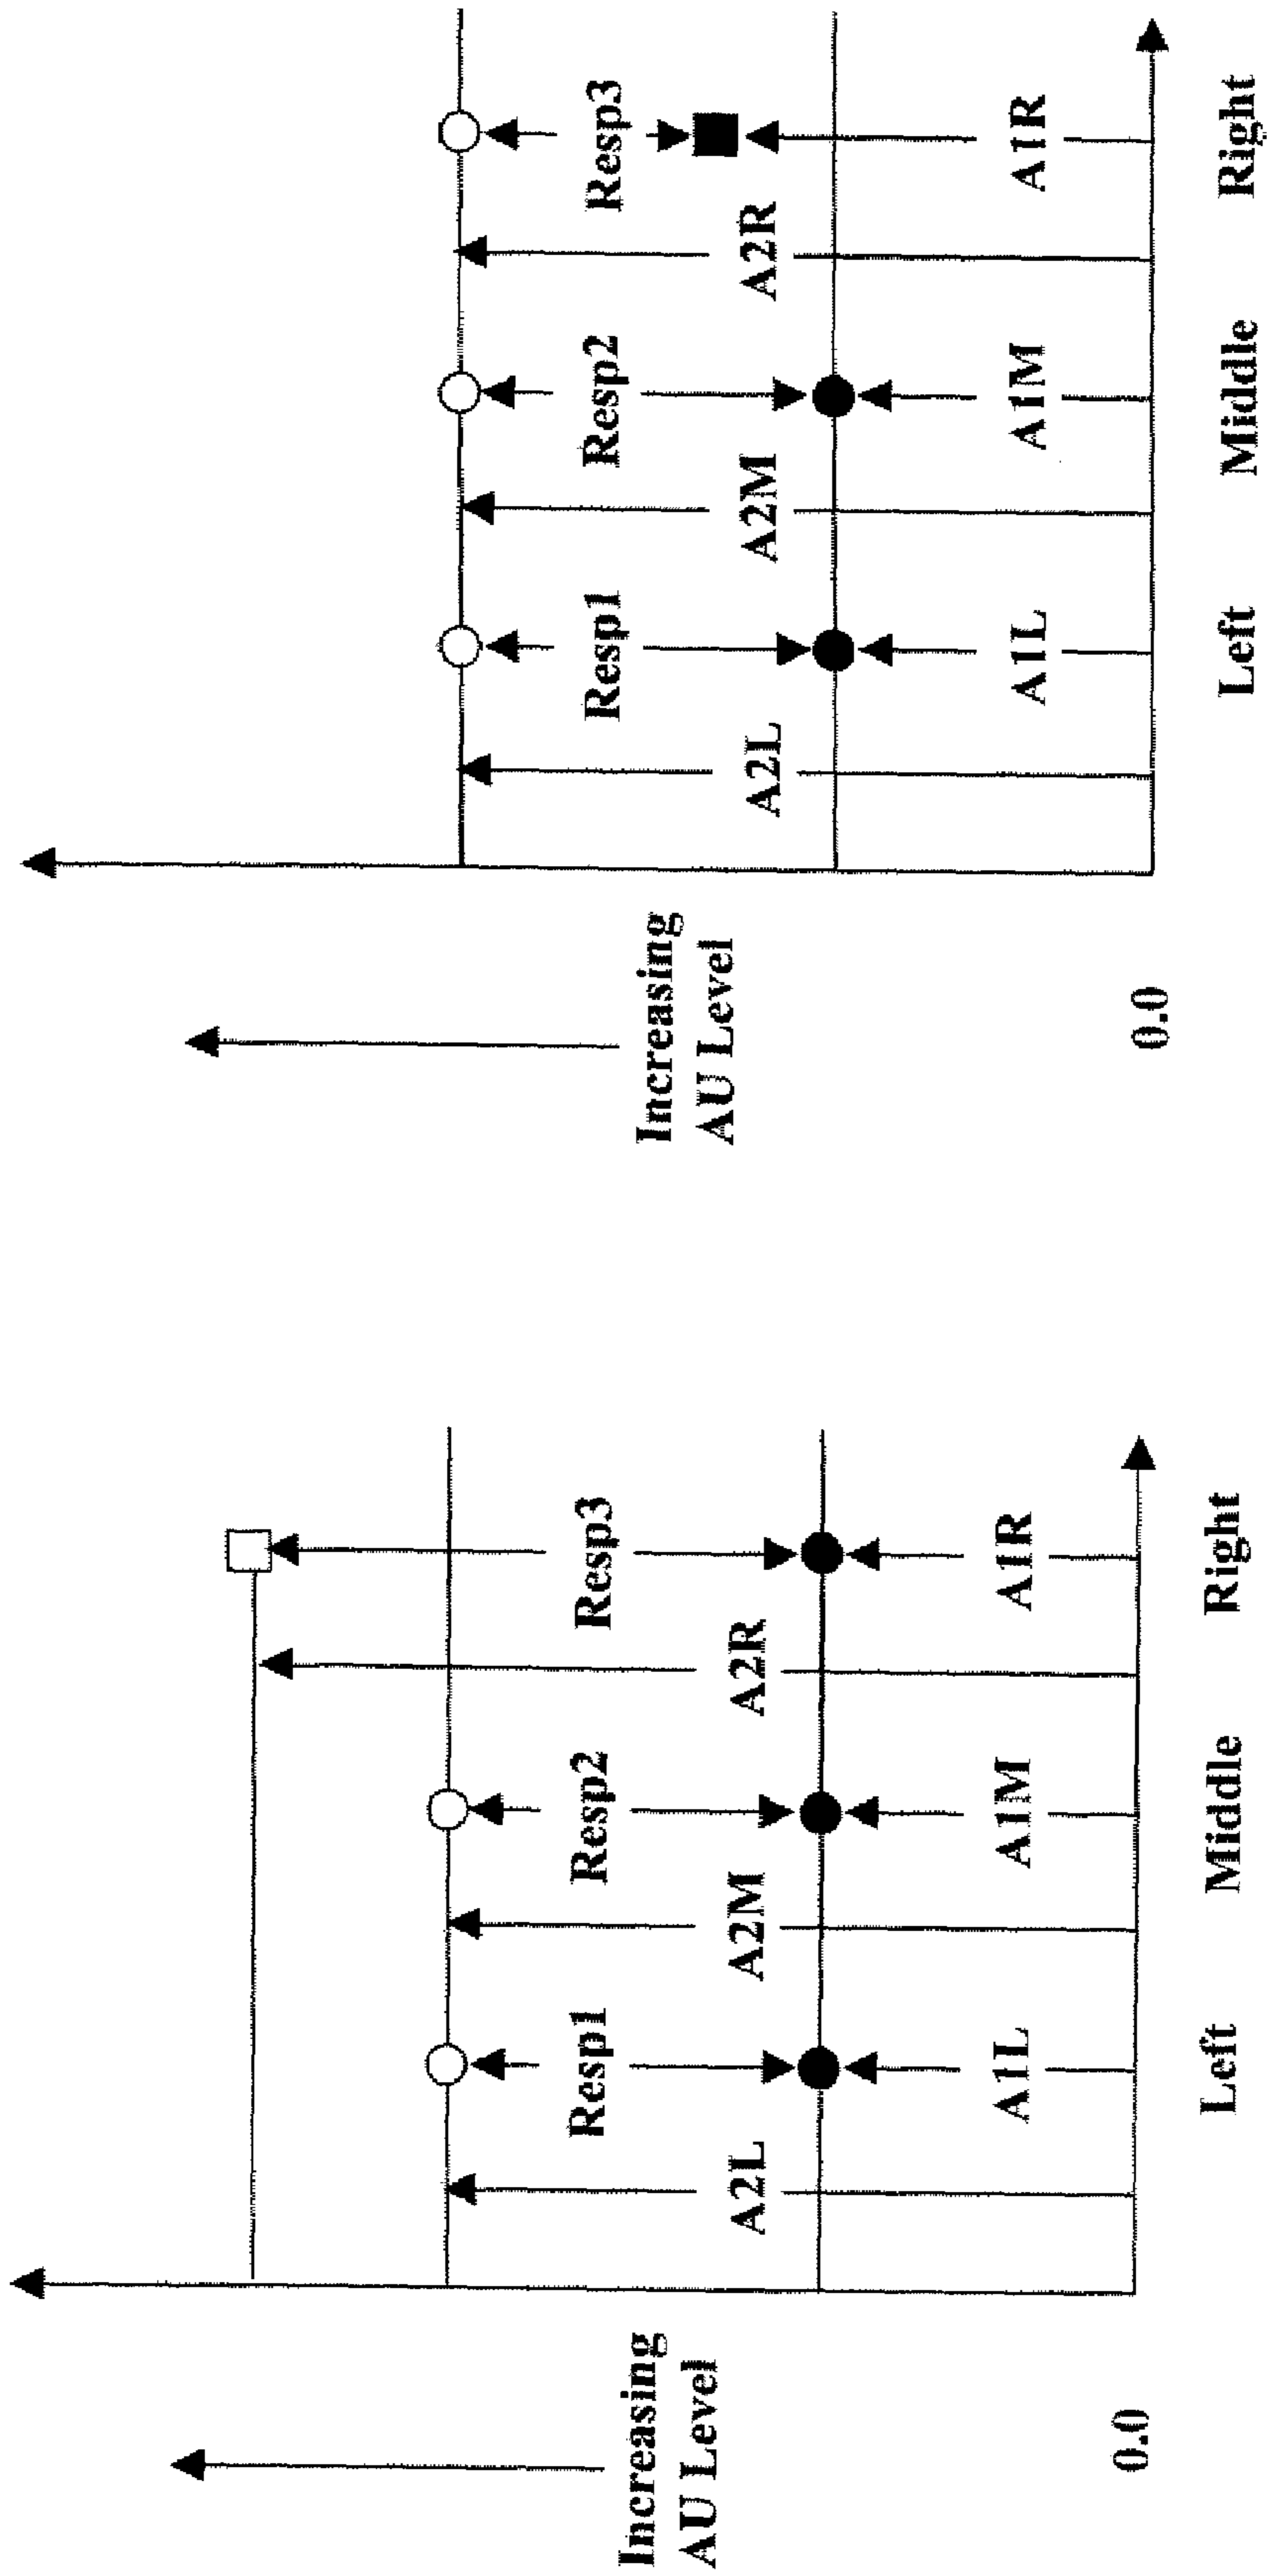 Resp1 Resp2 Resp3
Increasing
AU Level
A2L A2M A2R
A1L A1M A1R
0.0
Left Middle Right
Resp1 Resp2 Resp3
Increasing
AU Level
A2L A2M A2R
A1L A1M A1R
0.0
Left Middle Right